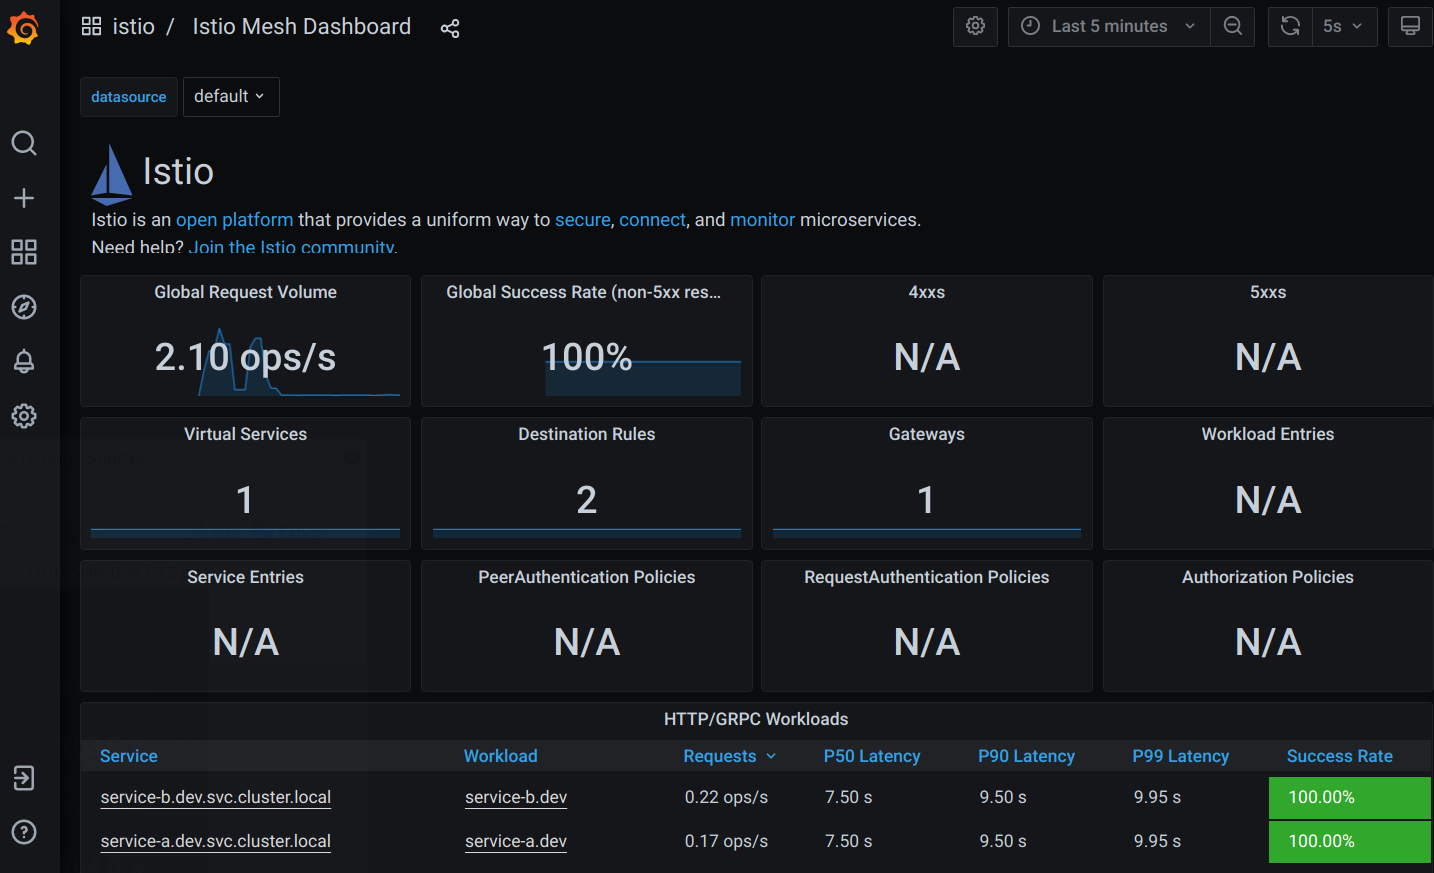 istio / Istio Mesh Dashboard
Last 5 minutes
5s
datasource default
Istio
Istio is an open platform that provides a uniform way to secure, connect, and monitor microservices.
Need help? Join the Istio community.
Global Request Volume
2.10 ops/s
Global Success Rate (non-5xx res...
100%
4xxs
N/A
5xxs
N/A
Virtual Services
1
Destination Rules
2
Gateways
1
Workload Entries
N/A
Service Entries
N/A
PeerAuthentication Policies
N/A
RequestAuthentication Policies
N/A
Authorization Policies
N/A
HTTP/GRPC Workloads
Service Workload Requests P50 Latency P90 Latency P99 Latency Success Rate
service-b.dev.svc.cluster.local service-b.dev 0.22 ops/s 7.50 s 9.50 s 9.95 s 100.00%
service-a.dev.svc.cluster.local service-a.dev 0.17 ops/s 7.50 s 9.50 s 9.95 s 100.00%